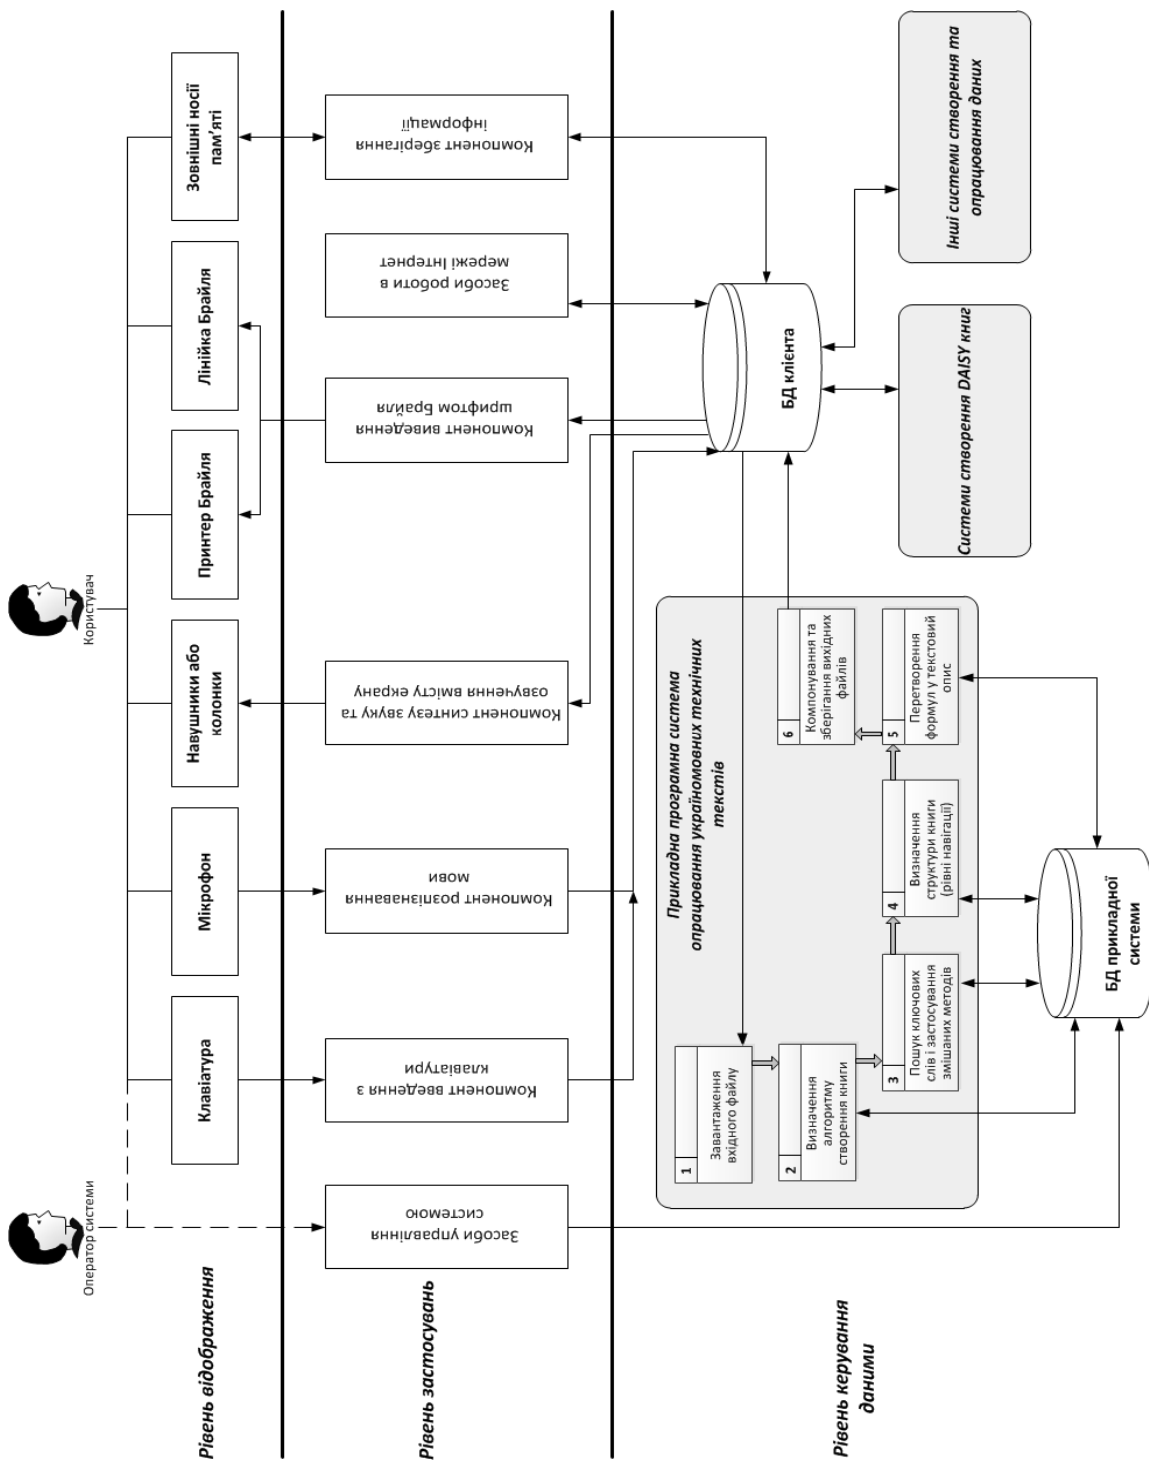 Оператор системи
Користувач
Рівень відображення
Клавіатура
Мікрофон
Навушники або
колонки
Принтер Брайля
Лінійка Брайля
Зовнішні носії
пам'яті
Рівень застосувань
Засоби управління
системою
Компонент введення з
клавіатури
Компонент розпізнавання
мови
Компонент синтезу звуку та
озвучення вмісту екрану
Компонент виведення
шрифтом Брайля
Засоби роботи в
мережі Інтернет
Компонент зберігання
інформації
Рівень керування
даними
Прикладна програмна система
опрацювання україномовних технічних
текстів
1
Завантаження
вхідного файлу
2
Визначення
алгоритму
створення книги
3
Пошук ключових
слів і застосування
змішаних методів
4
Визначення
структури книги
(рівні навігації)
5
Перетворення
формул у текстовий
опис
6
Компонування та
зберігання вихідних
файлів
БД клієнта
Системи створення DAISY книг
Інші системи створення та
опрацювання даних
БД прикладної
системи